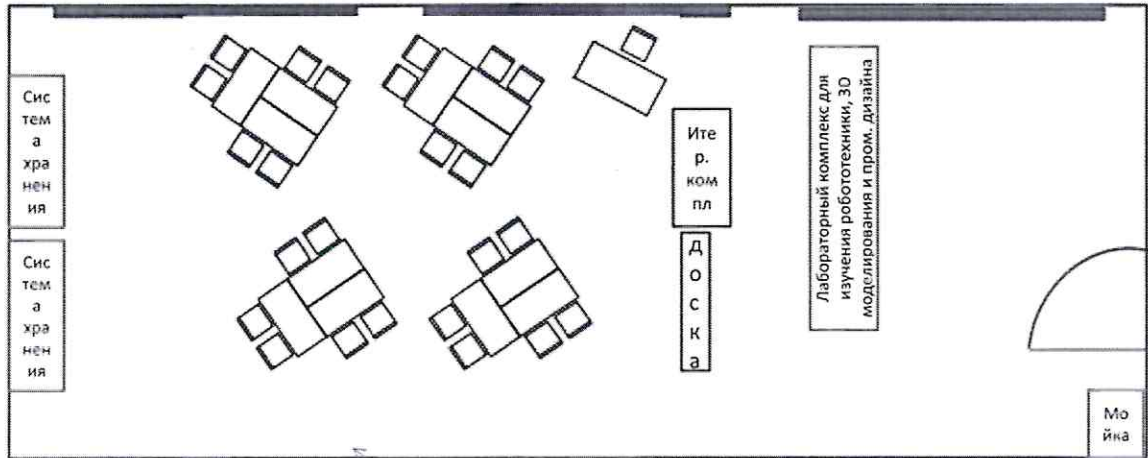 Сис
тем
а
хра
нен
ия
Сис
тем
а
хра
нен
ия
Ите
р.
ком
пл
Д
о
с
к
а
Лабораторный комплекс для
изучения робототехники, 3D
моделирования и пром. дизайна
Мо
йка